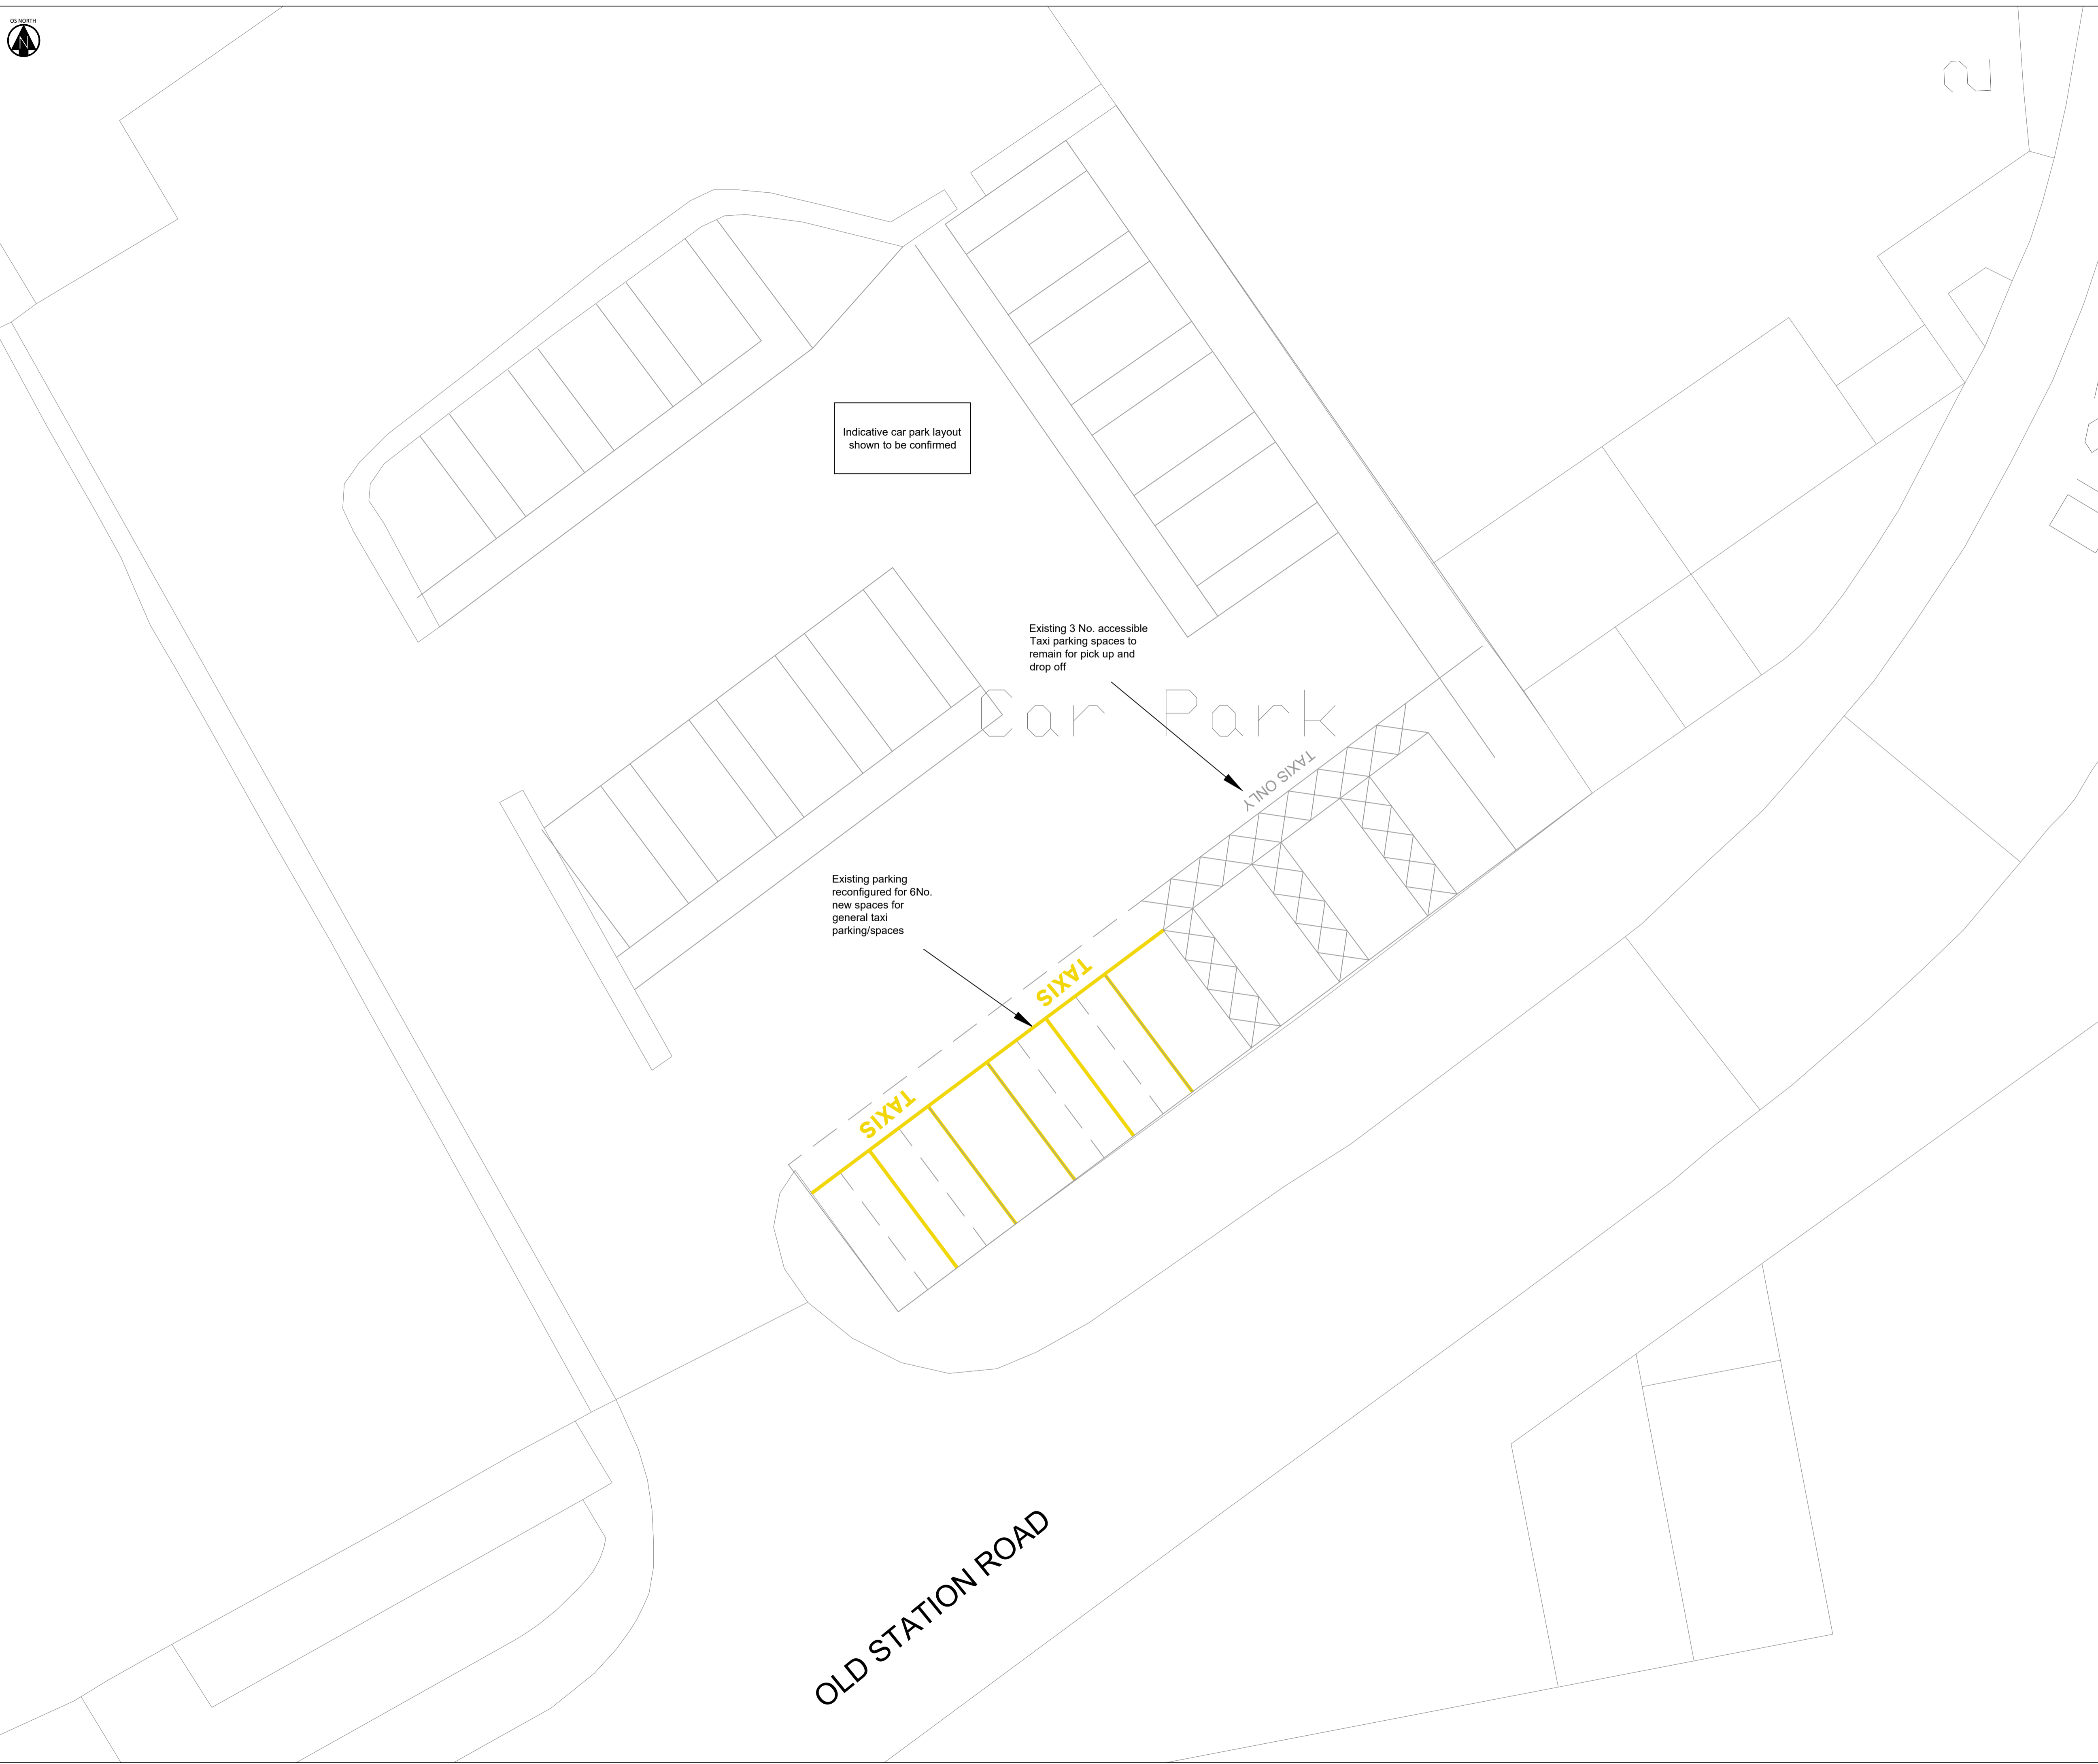 OS NORTH
N
Indicative car park layout
shown to be confirmed
Existing 3 No. accessible
Taxi parking spaces to
remain for pick up and
drop off
Car Park
TAXIS ONLY
Existing parking
reconfigured for 6No.
new spaces for
general taxi
parking/spaces
TAXIS
TAXIS
OLD STATION ROAD